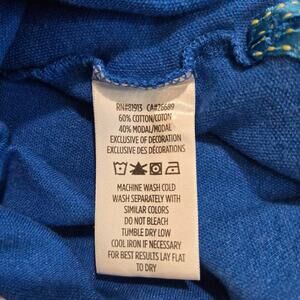 RN#81913 CA#26689
60% COTTON/COTON
40% MODAL/MODAL
EXCLUSIVE OF DECORATION
EXCLUSIVE DES DÉCORATIONS
MACHINE WASH COLD
WASH SEPARATELY WITH
SIMILAR COLORS
DO NOT BLEACH
TUMBLE DRY LOW
COOL IRON IF NECESSARY
FOR BEST RESULTS LAY FLAT
TO DRY